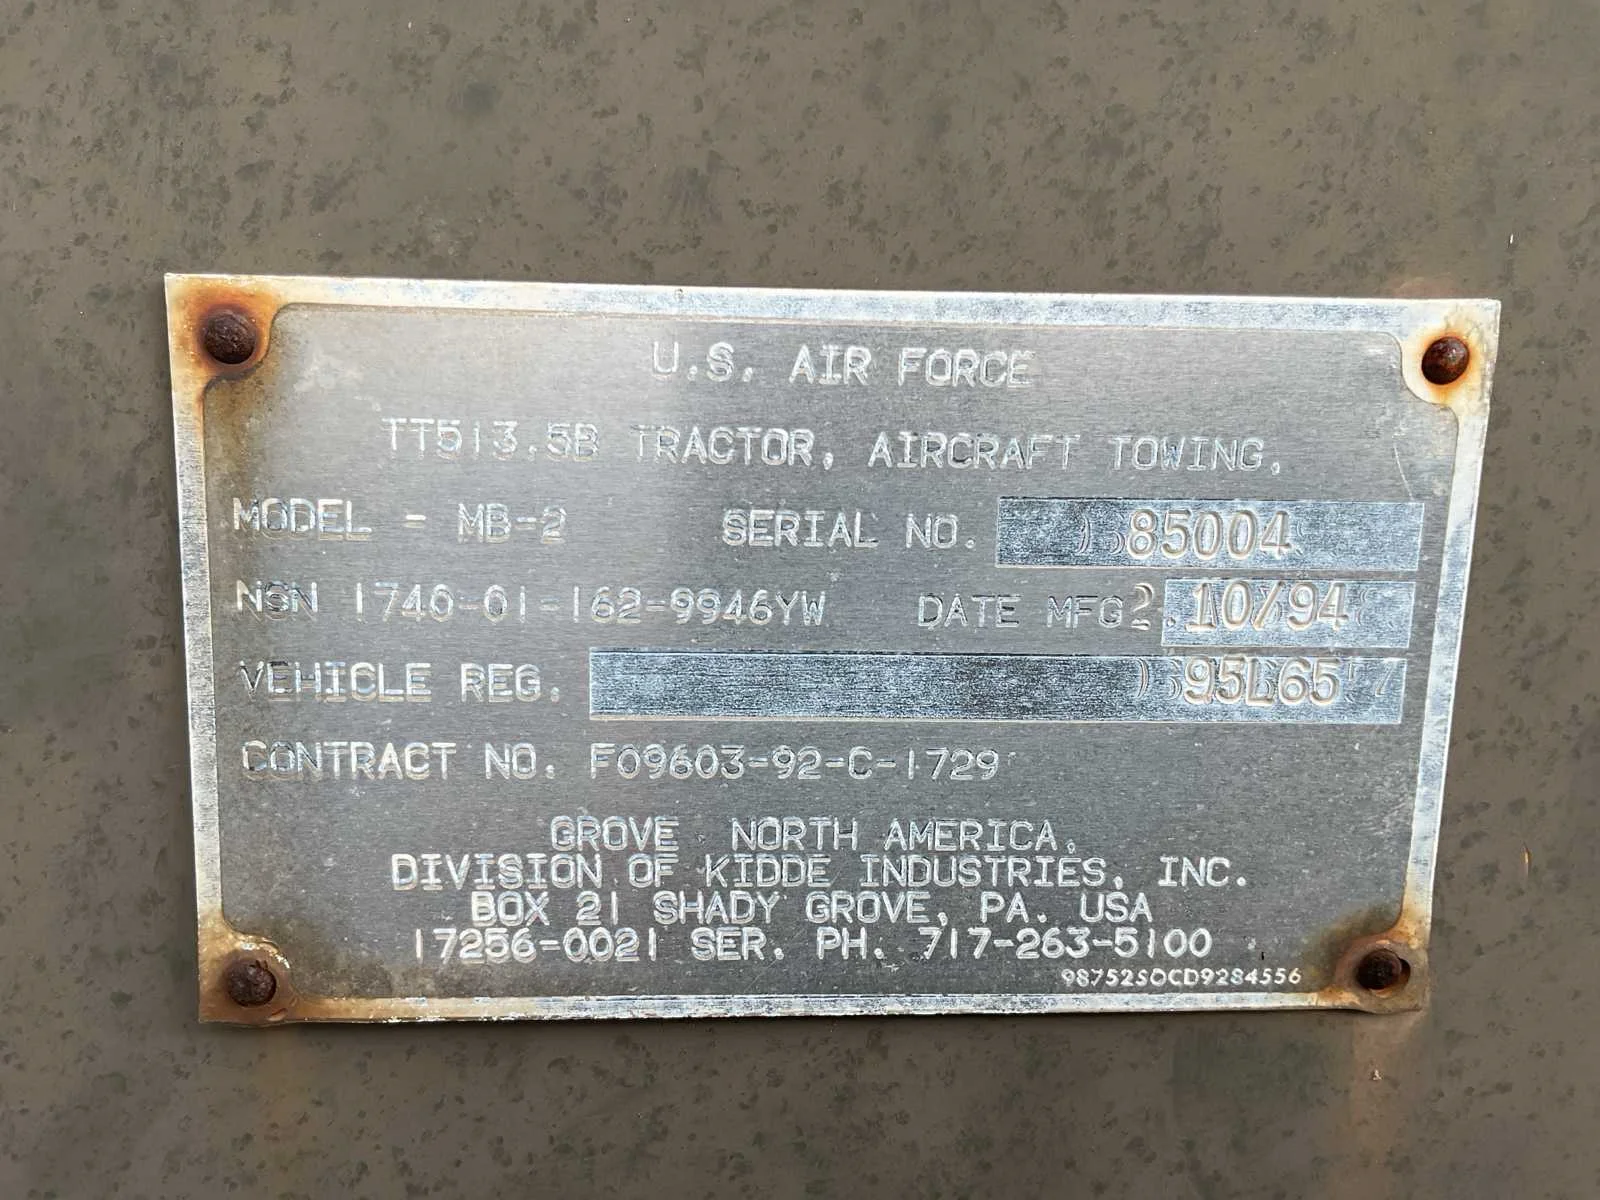 U.S. AIR FORCE
TT513.5B TRACTOR, AIRCRAFT TOWING,
MODEL - MB-2 SERIAL NO. 85004
NSN 1740-01-162-9946YW DATE MFG 10/94
VEHICLE REG. 95L65
CONTRACT NO. F09603-92-C-1729
GROVE NORTH AMERICA,
DIVISION OF KIDDE INDUSTRIES, INC.
BOX 21 SHADY GROVE, PA. USA
17256-0021 SER. PH. 717-263-5100
98752SOCD9284556